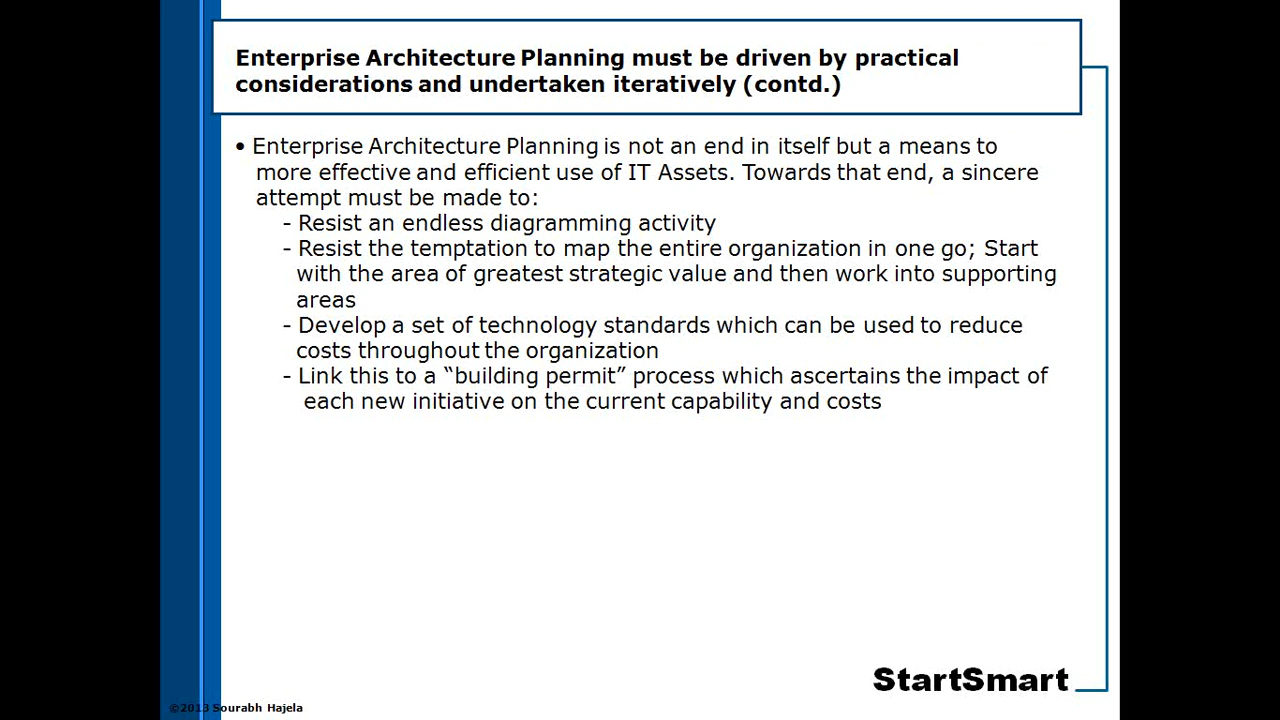 Enterprise Architecture Planning must be driven by practical
considerations and undertaken iteratively (contd.)
• Enterprise Architecture Planning is not an end in itself but a means to
more effective and efficient use of IT Assets. Towards that end, a sincere
attempt must be made to:
- Resist an endless diagramming activity
- Resist the temptation to map the entire organization in one go; Start
with the area of greatest strategic value and then work into supporting
areas
- Develop a set of technology standards which can be used to reduce
costs throughout the organization
- Link this to a “building permit” process which ascertains the impact of
each new initiative on the current capability and costs
StartSmart
©2013 Sourabh Hajela